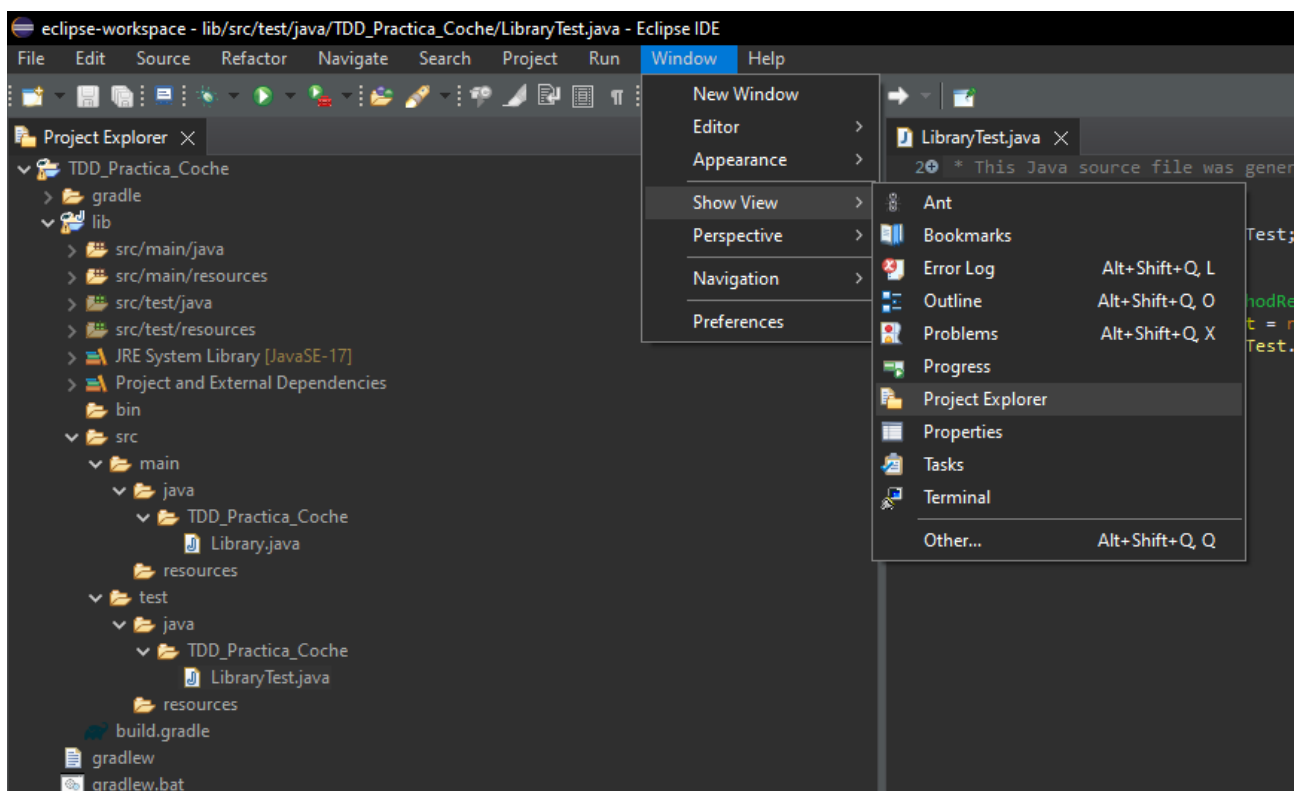 eclipse-workspace - lib/src/test/java/TDD_Practica_Coche/LibraryTest.java - Eclipse IDE
File Edit Source Refactor Navigate Search Project Run Window Help
Project Explorer
TDD_Practica_Coche
gradle
lib
src/main/java
src/main/resources
src/test/java
src/test/resources
JRE System Library [JavaSE-17]
Project and External Dependencies
bin
src
main
java
TDD_Practica_Coche
Library.java
resources
test
java
TDD_Practica_Coche
LibraryTest.java
resources
build.gradle
gradlew
gradlew.bat
New Window
Editor
Appearance
Show View
Perspective
Navigation
Preferences
Ant
Bookmarks
Error Log Alt+Shift+Q, L
Outline Alt+Shift+Q, O
Problems Alt+Shift+Q, X
Progress
Project Explorer
Properties
Tasks
Terminal
Other... Alt+Shift+Q, Q
LibraryTest.java
2 * This Java source file was gener
Test;
hodRe
t =
Test.